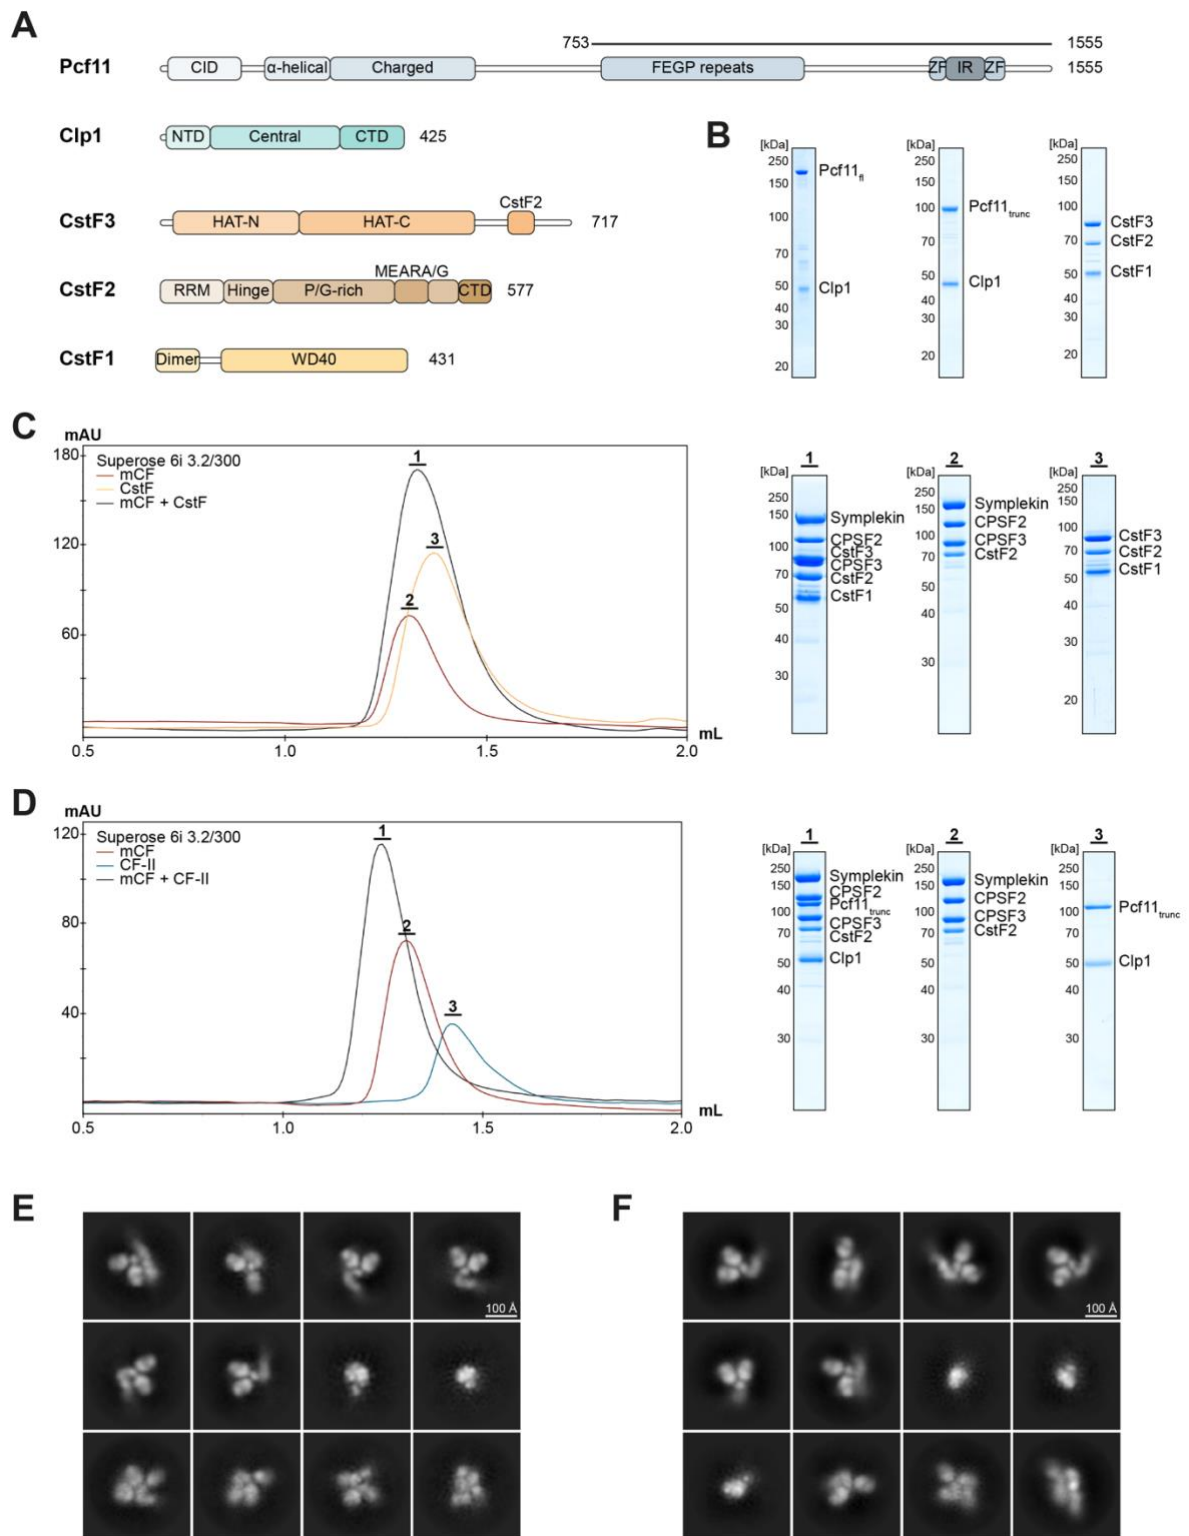 A
753 1555
Pcf11 CID α-helical Charged FEGP repeats ZF IR ZF 1555
Clp1 NTD Central CTD 425
CstF2
CstF3 HAT-N HAT-C 717
MEARA/G
CstF2 RRM Hinge P/G-rich CTD 577
CstF1 Dimer WD40 431
B
[kDa]
250
150
100
70
50
40
30
20
Pcf11fl
Clp1
[kDa]
250
150
100
70
50
40
30
20
Pcf11trunc
Clp1
[kDa]
250
150
100
70
50
40
30
20
CstF3
CstF2
CstF1
C
mAU
180
120
60
Superose 6i 3.2/300
mCF
CstF
mCF + CstF
1
2
3
0.5 1.0 1.5 2.0
mL
1
[kDa]
250
150
100
70
50
40
30
Symplekin
CPSF2
CstF3
CPSF3
CstF2
CstF1
2
[kDa]
250
150
100
70
50
40
30
Symplekin
CPSF2
CPSF3
CstF2
3
[kDa]
250
150
100
70
50
40
30
20
CstF3
CstF2
CstF1
D
mAU
120
80
40
Superose 6i 3.2/300
mCF
CF-II
mCF + CF-II
1
2
3
0.5 1.0 1.5 2.0
mL
1
[kDa]
250
150
100
70
50
40
30
Symplekin
CPSF2
Pcf11trunc
CPSF3
CstF2
Clp1
2
[kDa]
250
150
100
70
50
40
30
Symplekin
CPSF2
CPSF3
CstF2
3
[kDa]
250
150
100
70
50
40
30
Pcf11trunc
Clp1
E
100 Å
F
100 Å